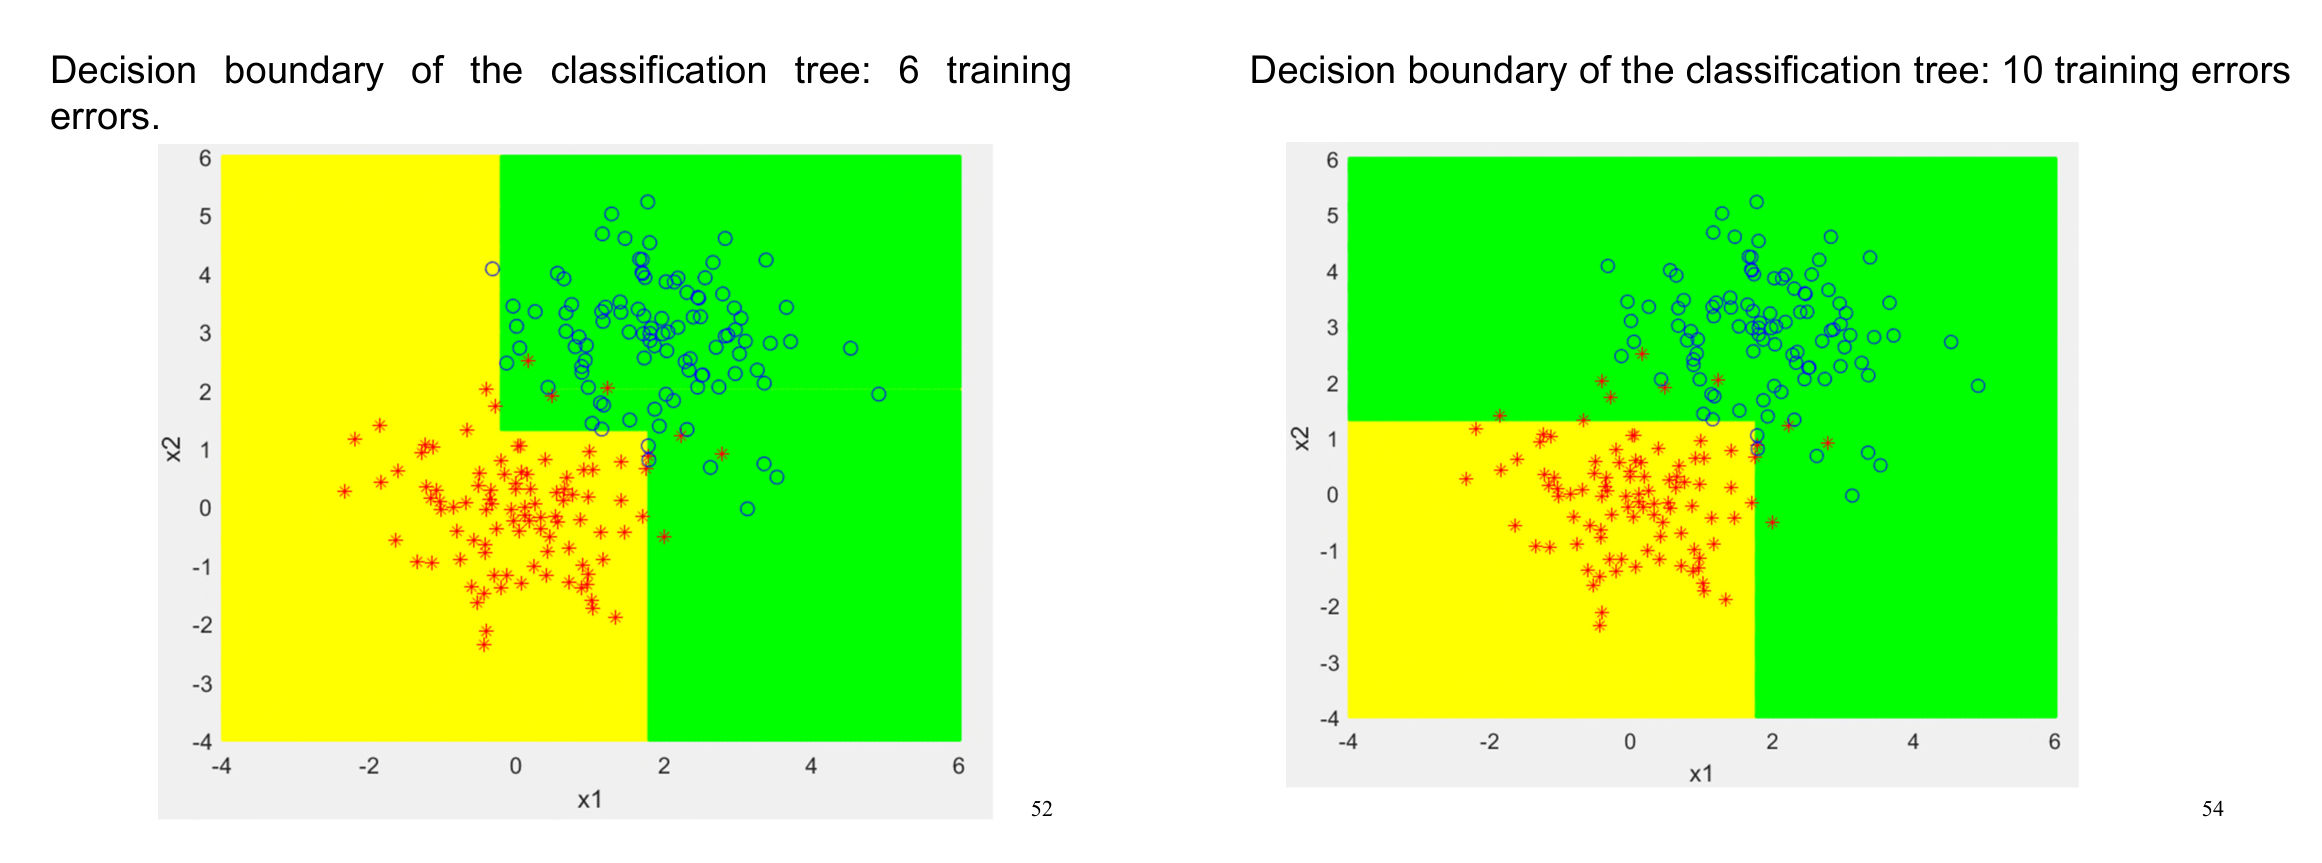 Decision boundary of the classification tree: 6 training
errors.
6
5
4
3
2
1
0
-1
-2
-3
-4
x2
-4 -2 0 2 4 6
x1
52
Decision boundary of the classification tree: 10 training errors
6
5
4
3
2
1
0
-1
-2
-3
-4
x2
-4 -2 0 2 4 6
x1
54